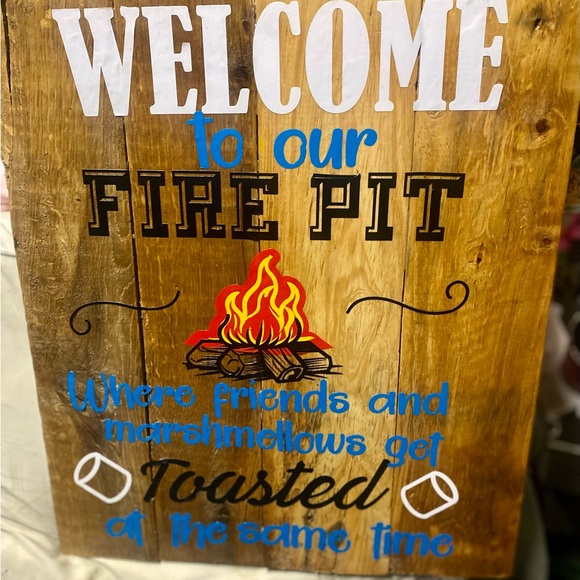 WELCOME
to our
FIRE PIT
Where friends and
marshmellows get
Toasted
at the same time